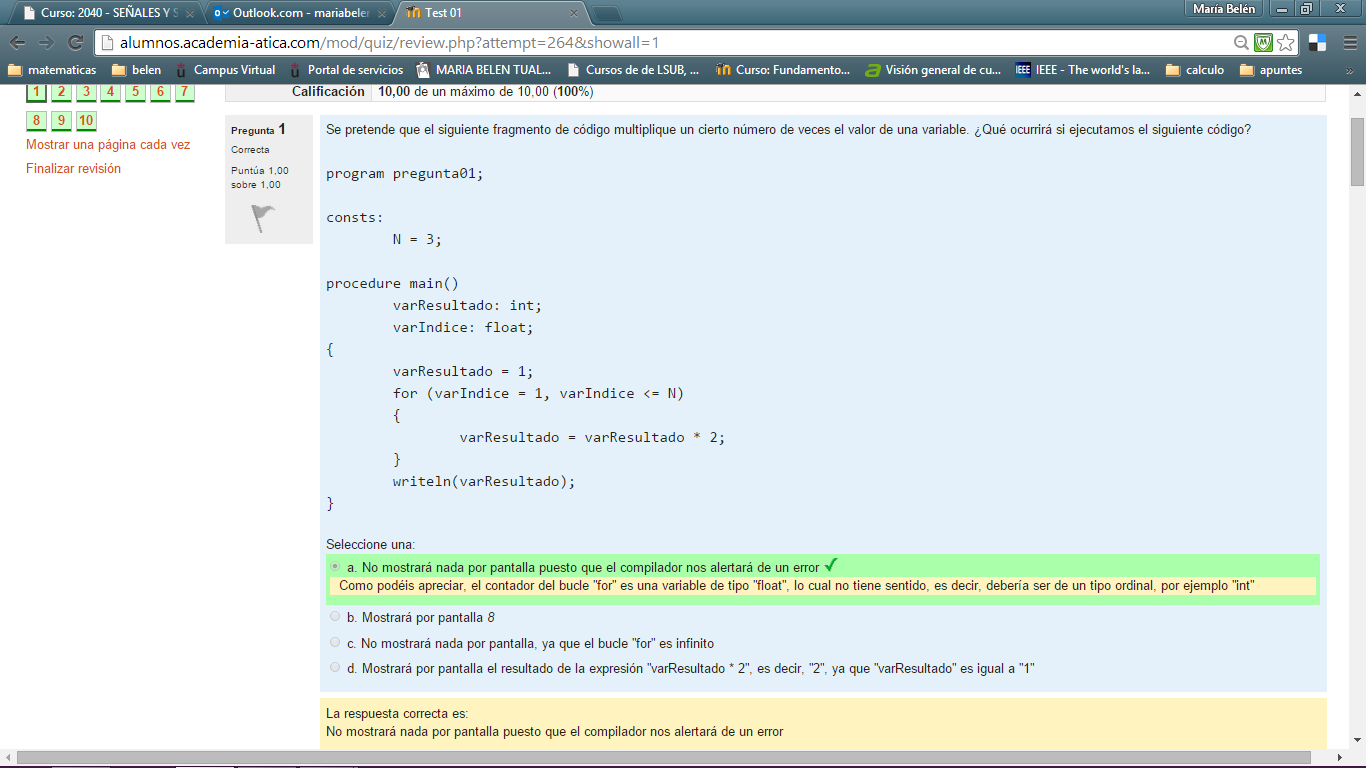 Curso: 2040 - SEÑALES Y S
Outlook.com - mariabelen
Test 01
María Belén
alumnos.academia-atica.com/mod/quiz/review.php?attempt=264&showall=1
matematicas
belen
Campus Virtual
Portal de servicios
MARIA BELEN TUAL...
Cursos de de LSUB, ...
Curso: Fundamento...
Visión general de cu...
IEEE
IEEE - The world's la...
calculo
apuntes
»
1 2 3 4 5 6 7
8 9 10
Mostrar una página cada vez
Finalizar revisión
Calificación 10,00 de un máximo de 10,00 (100%)
Pregunta 1
Correcta
Puntúa 1,00
sobre 1,00
Se pretende que el siguiente fragmento de código multiplique un cierto número de veces el valor de una variable. ¿Qué ocurrirá si ejecutamos el siguiente código?
program pregunta01;
consts:
N = 3;
procedure main()
varResultado: int;
varIndice: float;
{
varResultado = 1;
for (varIndice = 1, varIndice <= N)
{
varResultado = varResultado * 2;
}
writeln(varResultado);
}
Seleccione una:
a. No mostrará nada por pantalla puesto que el compilador nos alertará de un error
Como podéis apreciar, el contador del bucle "for" es una variable de tipo "float", lo cual no tiene sentido, es decir, debería ser de un tipo ordinal, por ejemplo "int"
b. Mostrará por pantalla 8
c. No mostrará nada por pantalla, ya que el bucle "for" es infinito
d. Mostrará por pantalla el resultado de la expresión "varResultado * 2", es decir, "2", ya que "varResultado" es igual a "1"
La respuesta correcta es:
No mostrará nada por pantalla puesto que el compilador nos alertará de un error